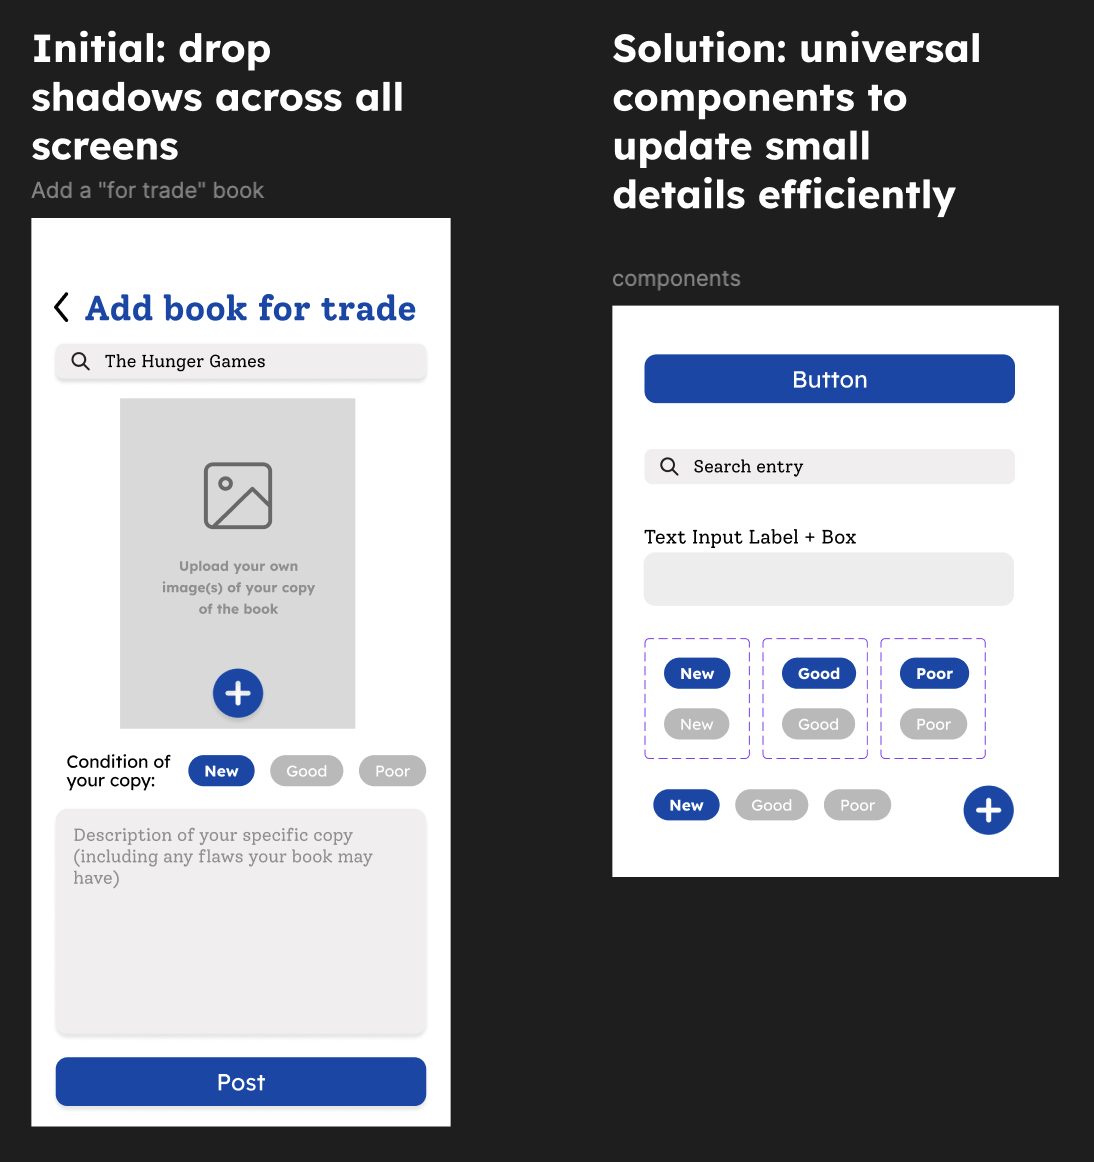 Initial: drop
shadows across all
screens
Add a "for trade" book
Add book for trade
The Hunger Games
Upload your own
image(s) of your copy
of the book
Condition of
your copy:
New
Good
Poor
Description of your specific copy
(including any flaws your book may
have)
Post
Solution: universal
components to
update small
details efficiently
components
Button
Search entry
Text Input Label + Box
New
Good
Poor
New
Good
Poor
New
Good
Poor